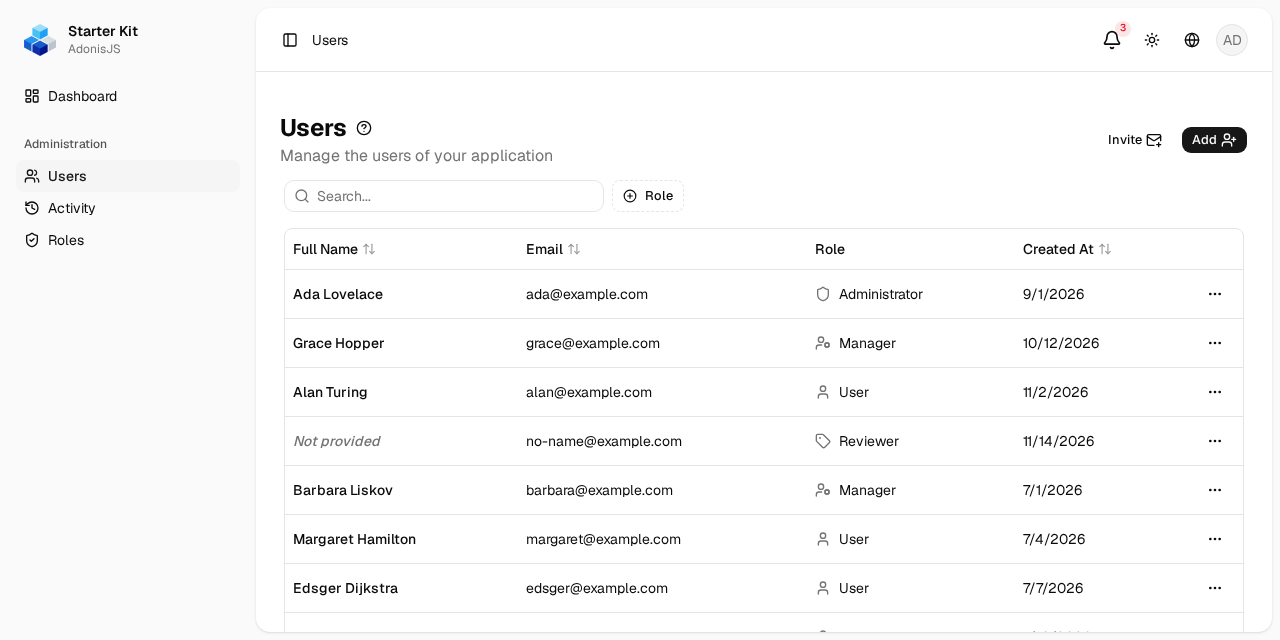 Starter Kit
AdonisJS
Dashboard
Administration
Users
Activity
Roles
Users
3
AD
Users
Manage the users of your application
Invite
Add
Search...
Role
Full Name
Email
Role
Created At
Ada Lovelace
ada@example.com
Administrator
9/1/2026
Grace Hopper
grace@example.com
Manager
10/12/2026
Alan Turing
alan@example.com
User
11/2/2026
Not provided
no-name@example.com
Reviewer
11/14/2026
Barbara Liskov
barbara@example.com
Manager
7/1/2026
Margaret Hamilton
margaret@example.com
User
7/4/2026
Edsger Dijkstra
edsger@example.com
User
7/7/2026